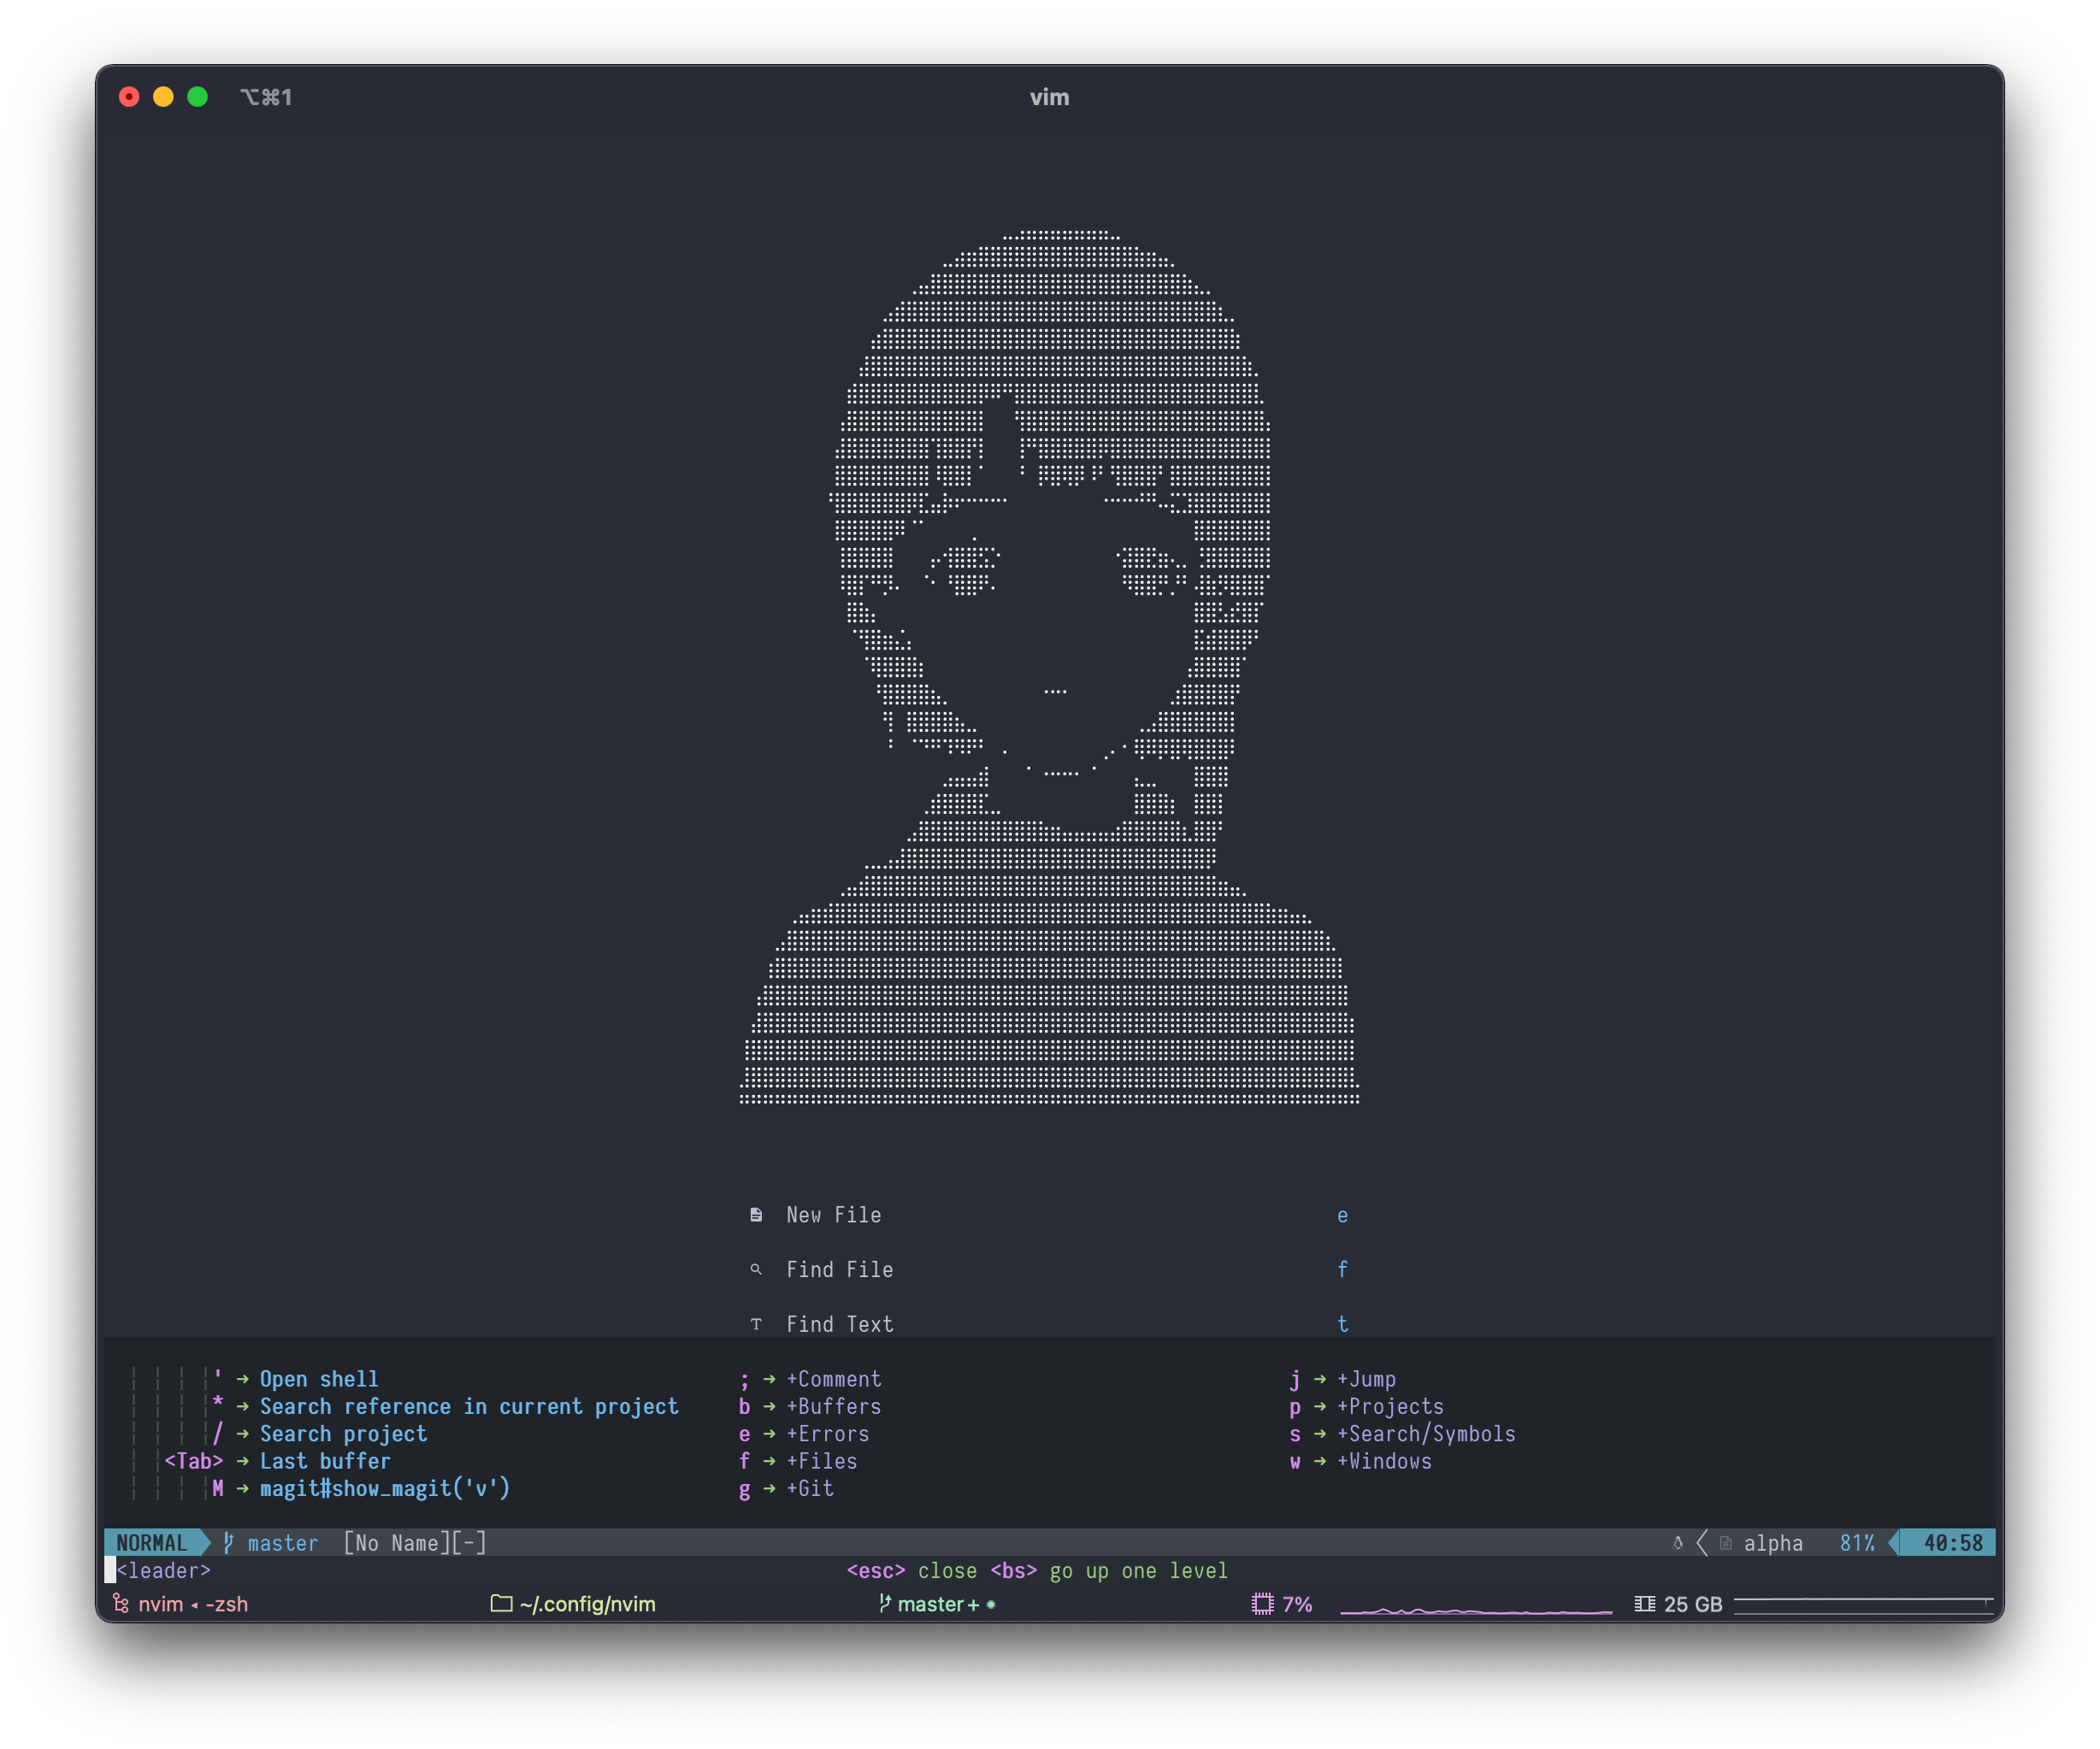 ⌥⌘1 vim
New File e
Find File f
Find Text t
' → Open shell ; → +Comment j → +Jump
* → Search reference in current project b → +Buffers p → +Projects
/ → Search project e → +Errors s → +Search/Symbols
<Tab> → Last buffer f → +Files w → +Windows
M → magit#show_magit('v') g → +Git
NORMAL master [No Name][-] alpha 81% 40:58
<leader> <esc> close <bs> go up one level
nvim ◂ -zsh ~/.config/nvim master+ • 7% 25 GB